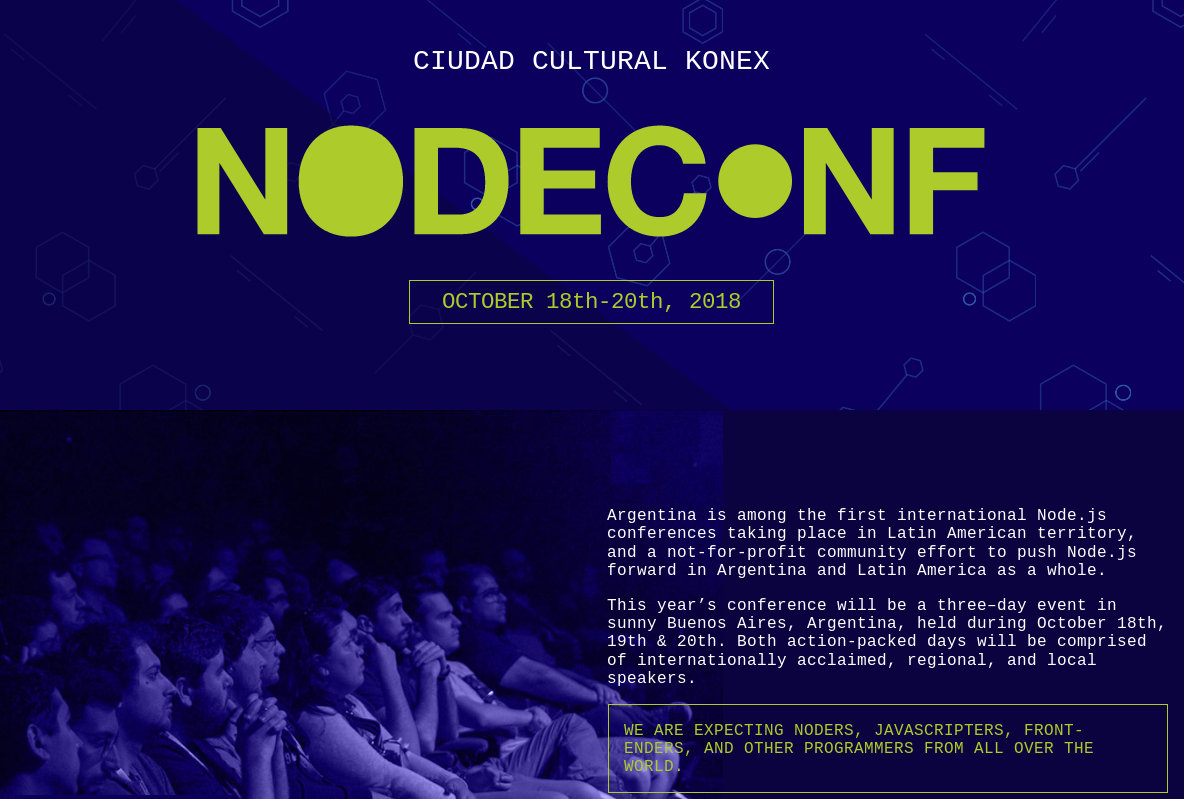 CIUDAD CULTURAL KONEX
NODECONF
OCTOBER 18th-20th, 2018
Argentina is among the first international Node.js
conferences taking place in Latin American territory,
and a not-for-profit community effort to push Node.js
forward in Argentina and Latin America as a whole.
This year’s conference will be a three–day event in
sunny Buenos Aires, Argentina, held during October 18th,
19th & 20th. Both action-packed days will be comprised
of internationally acclaimed, regional, and local
speakers.
WE ARE EXPECTING NODERS, JAVASCRIPTERS, FRONT-
ENDERS, AND OTHER PROGRAMMERS FROM ALL OVER THE
WORLD.